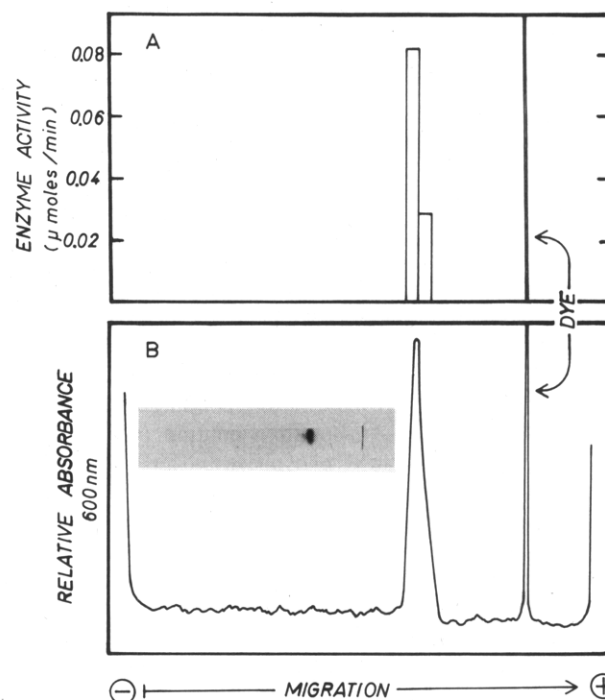 A
0.08
0.06
0.04
0.02
ENZYME ACTIVITY
(μ moles/min)
DYE
B
RELATIVE ABSORBANCE
600 nm
− MIGRATION +